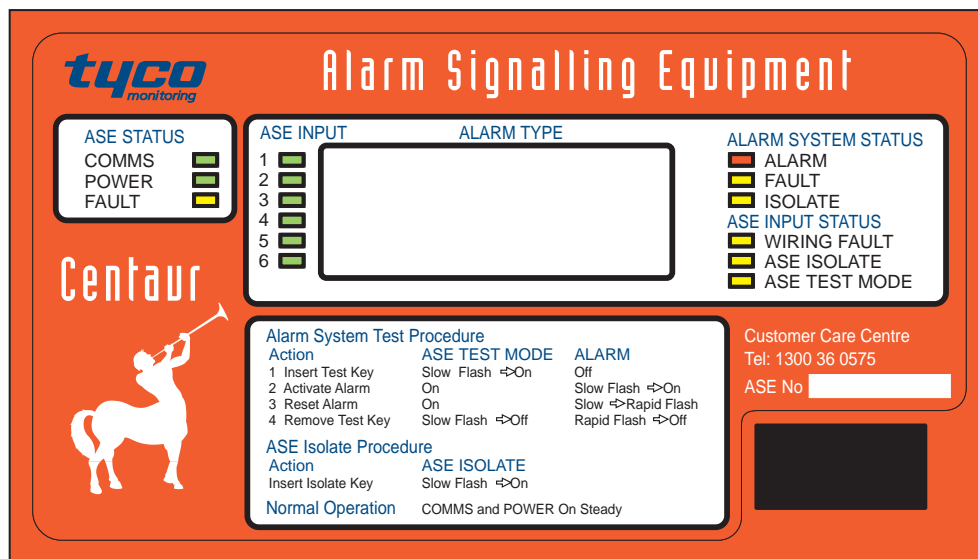 tyco
monitoring
Alarm Signalling Equipment
ASE STATUS
COMMS
POWER
FAULT
ASE INPUT
ALARM TYPE
1
2
3
4
5
6
ALARM SYSTEM STATUS
ALARM
FAULT
ISOLATE
ASE INPUT STATUS
WIRING FAULT
ASE ISOLATE
ASE TEST MODE
Centaur
Alarm System Test Procedure
Action ASE TEST MODE ALARM
1 Insert Test Key Slow Flash ⇨On Off
2 Activate Alarm On Slow Flash ⇨On
3 Reset Alarm On Slow ⇨Rapid Flash
4 Remove Test Key Slow Flash ⇨Off Rapid Flash ⇨Off
ASE Isolate Procedure
Action ASE ISOLATE
Insert Isolate Key Slow Flash ⇨On
Normal Operation COMMS and POWER On Steady
Customer Care Centre
Tel: 1300 36 0575
ASE No